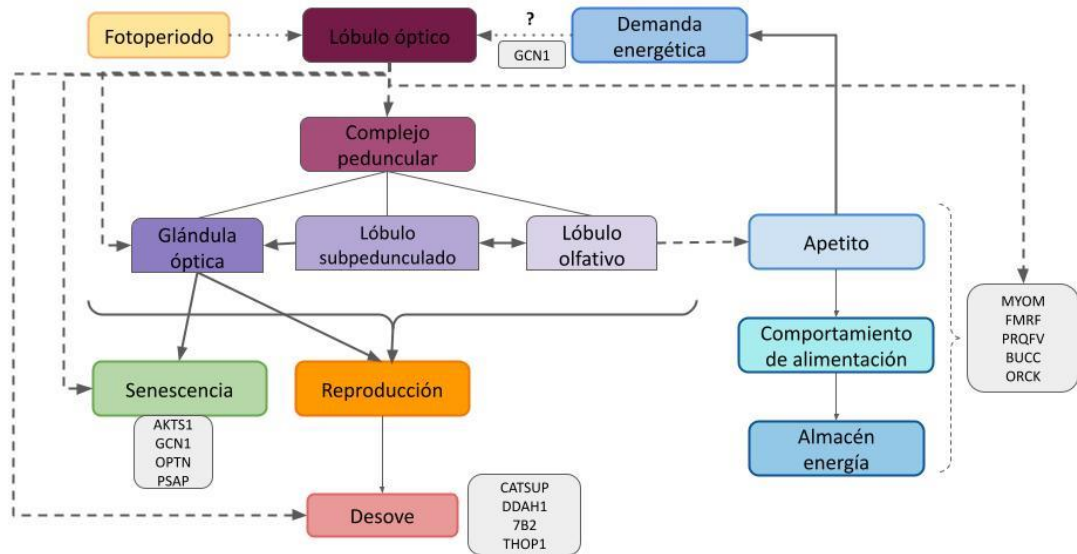 ?
Fotoperiodo
Lóbulo óptico
Demanda
energética
GCN1
Complejo
peduncular
Glándula
óptica
Lóbulo
subpedunculado
Lóbulo
olfativo
Apetito
MYOM
FMRF
PRQFV
BUCC
ORCK
Comportamiento
de alimentación
Senescencia
Reproducción
AKTS1
GCN1
OPTN
PSAP
Almacén
energía
Desove
CATSUP
DDAH1
7B2
THOP1